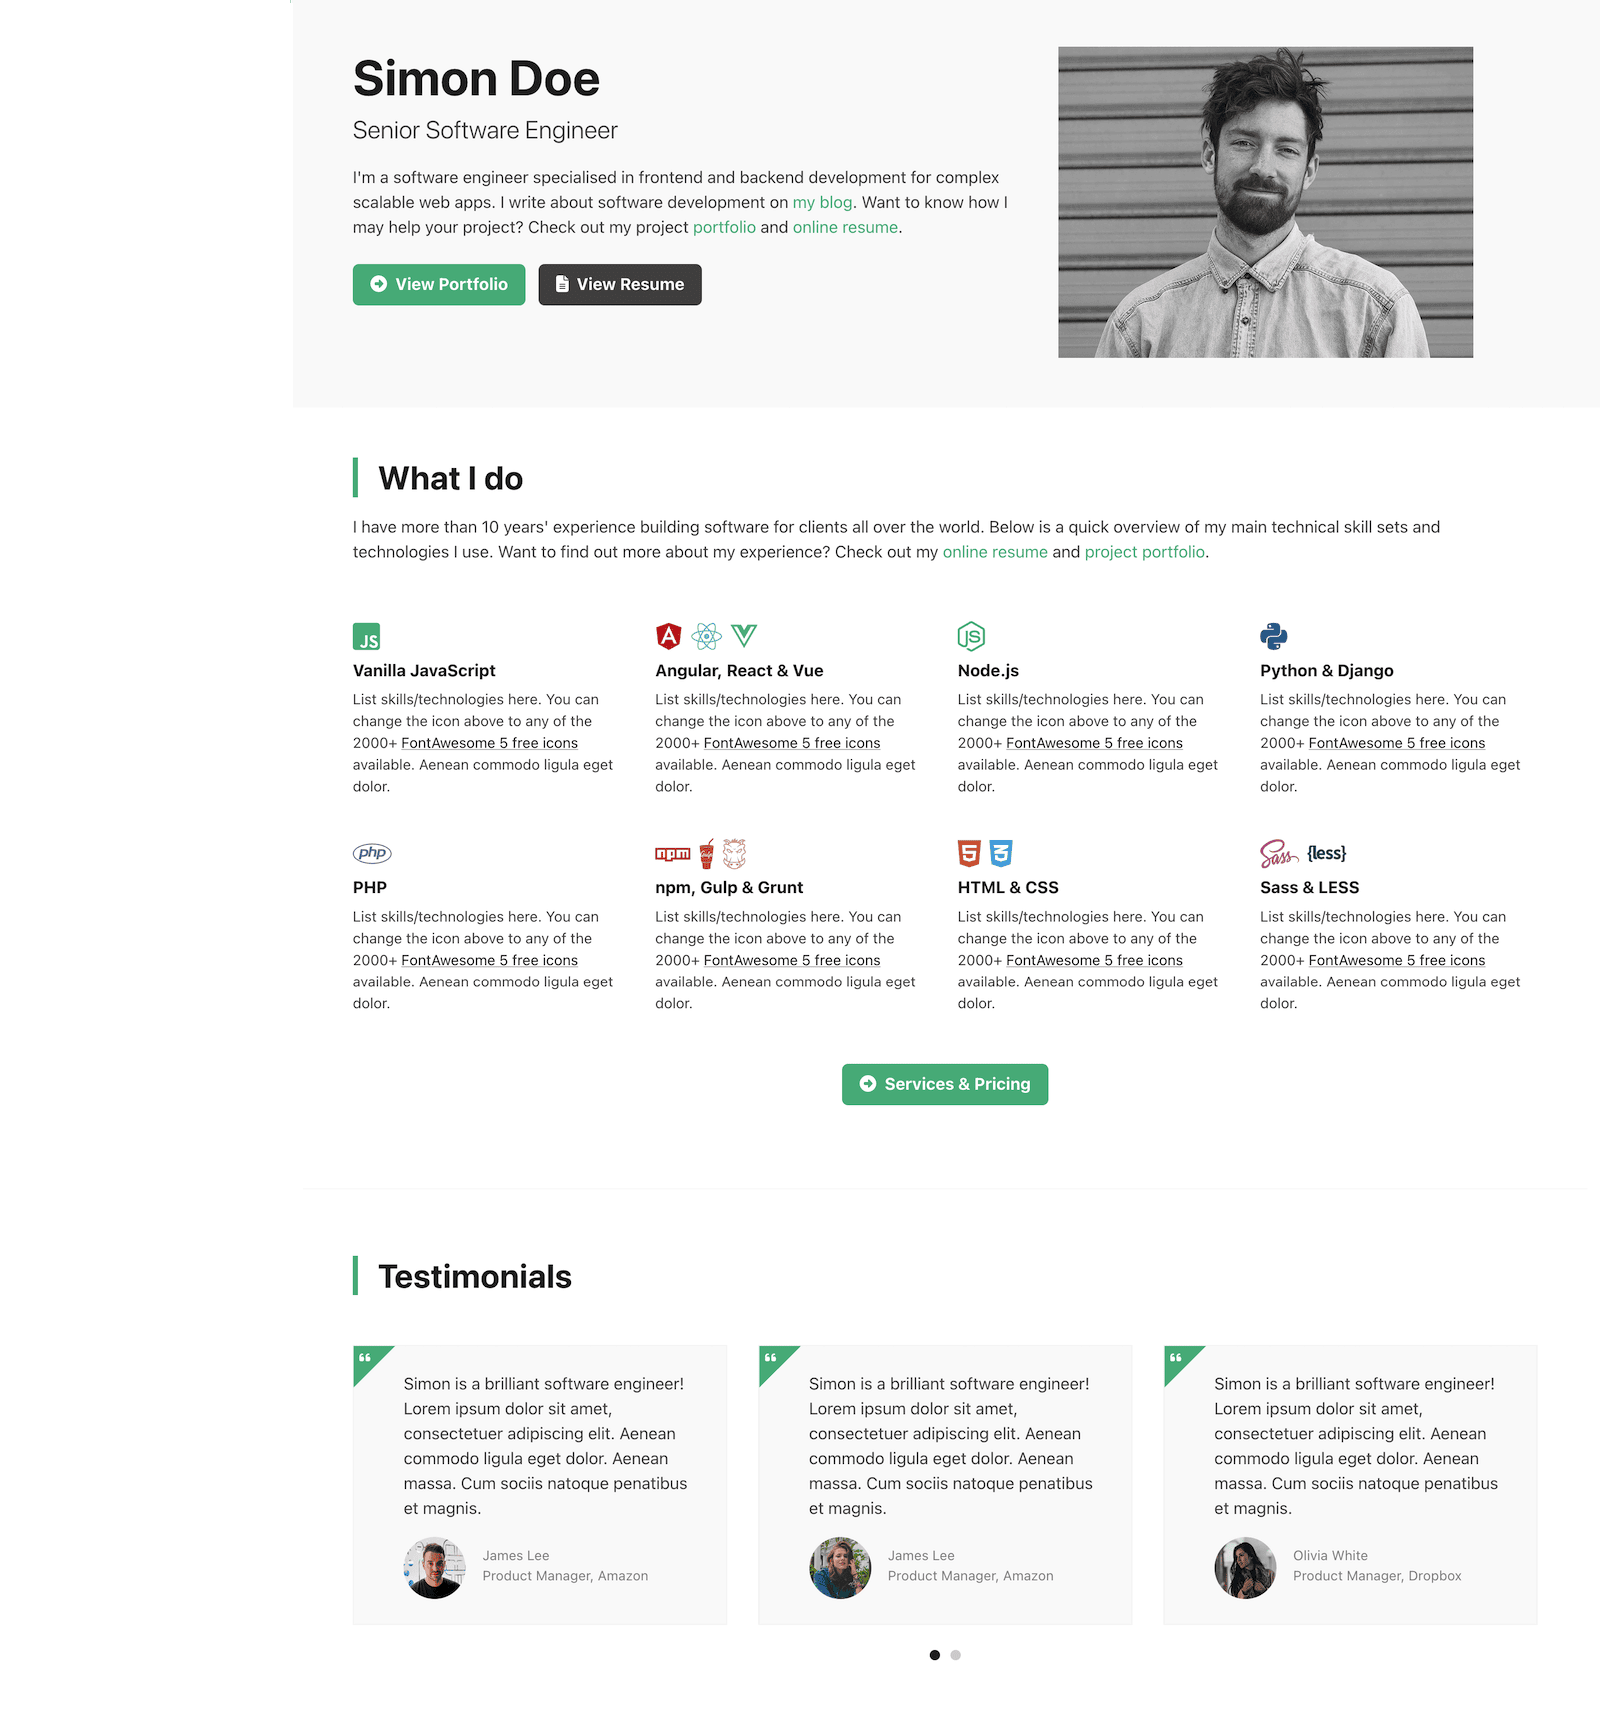 Simon Doe
Senior Software Engineer
I'm a software engineer specialised in frontend and backend development for complex
scalable web apps. I write about software development on my blog. Want to know how I
may help your project? Check out my project portfolio and online resume.
View Portfolio
View Resume
What I do
I have more than 10 years' experience building software for clients all over the world. Below is a quick overview of my main technical skill sets and
technologies I use. Want to find out more about my experience? Check out my online resume and project portfolio.
JS
Vanilla JavaScript
List skills/technologies here. You can
change the icon above to any of the
2000+ FontAwesome 5 free icons
available. Aenean commodo ligula eget
dolor.
A
Angular, React & Vue
List skills/technologies here. You can
change the icon above to any of the
2000+ FontAwesome 5 free icons
available. Aenean commodo ligula eget
dolor.
JS
Node.js
List skills/technologies here. You can
change the icon above to any of the
2000+ FontAwesome 5 free icons
available. Aenean commodo ligula eget
dolor.
Python & Django
List skills/technologies here. You can
change the icon above to any of the
2000+ FontAwesome 5 free icons
available. Aenean commodo ligula eget
dolor.
php
PHP
List skills/technologies here. You can
change the icon above to any of the
2000+ FontAwesome 5 free icons
available. Aenean commodo ligula eget
dolor.
npm
npm, Gulp & Grunt
List skills/technologies here. You can
change the icon above to any of the
2000+ FontAwesome 5 free icons
available. Aenean commodo ligula eget
dolor.
5 3
HTML & CSS
List skills/technologies here. You can
change the icon above to any of the
2000+ FontAwesome 5 free icons
available. Aenean commodo ligula eget
dolor.
Sass {less}
Sass & LESS
List skills/technologies here. You can
change the icon above to any of the
2000+ FontAwesome 5 free icons
available. Aenean commodo ligula eget
dolor.
Services & Pricing
Testimonials
“
Simon is a brilliant software engineer!
Lorem ipsum dolor sit amet,
consectetuer adipiscing elit. Aenean
commodo ligula eget dolor. Aenean
massa. Cum sociis natoque penatibus
et magnis.
James Lee
Product Manager, Amazon
“
Simon is a brilliant software engineer!
Lorem ipsum dolor sit amet,
consectetuer adipiscing elit. Aenean
commodo ligula eget dolor. Aenean
massa. Cum sociis natoque penatibus
et magnis.
James Lee
Product Manager, Amazon
“
Simon is a brilliant software engineer!
Lorem ipsum dolor sit amet,
consectetuer adipiscing elit. Aenean
commodo ligula eget dolor. Aenean
massa. Cum sociis natoque penatibus
et magnis.
Olivia White
Product Manager, Dropbox